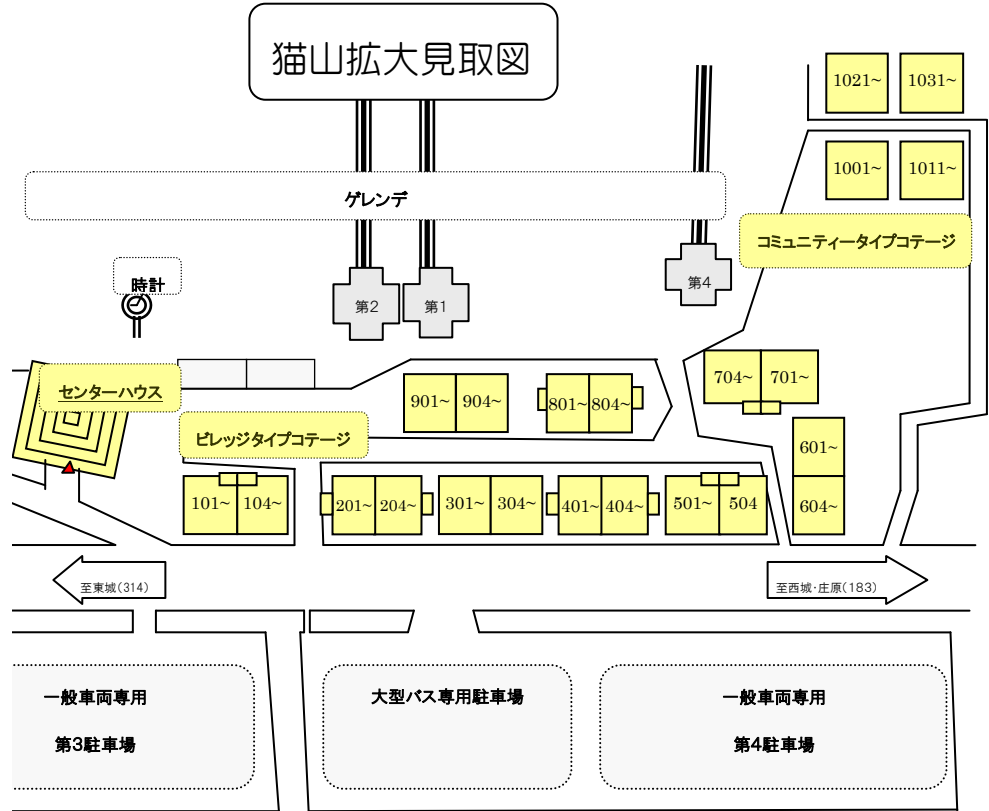 猫山拡大見取図
1021~
1031~
1001~
1011~
ゲレンデ
コミュニティータイプコテージ
時計
第2
第1
第4
センターハウス
704~
701~
901~
904~
801~
804~
ビレッジタイプコテージ
601~
604~
101~
104~
201~
204~
301~
304~
401~
404~
501~
504
至東城(314)
至西城・庄原(183)
一般車両専用
第3駐車場
大型バス専用駐車場
一般車両専用
第4駐車場